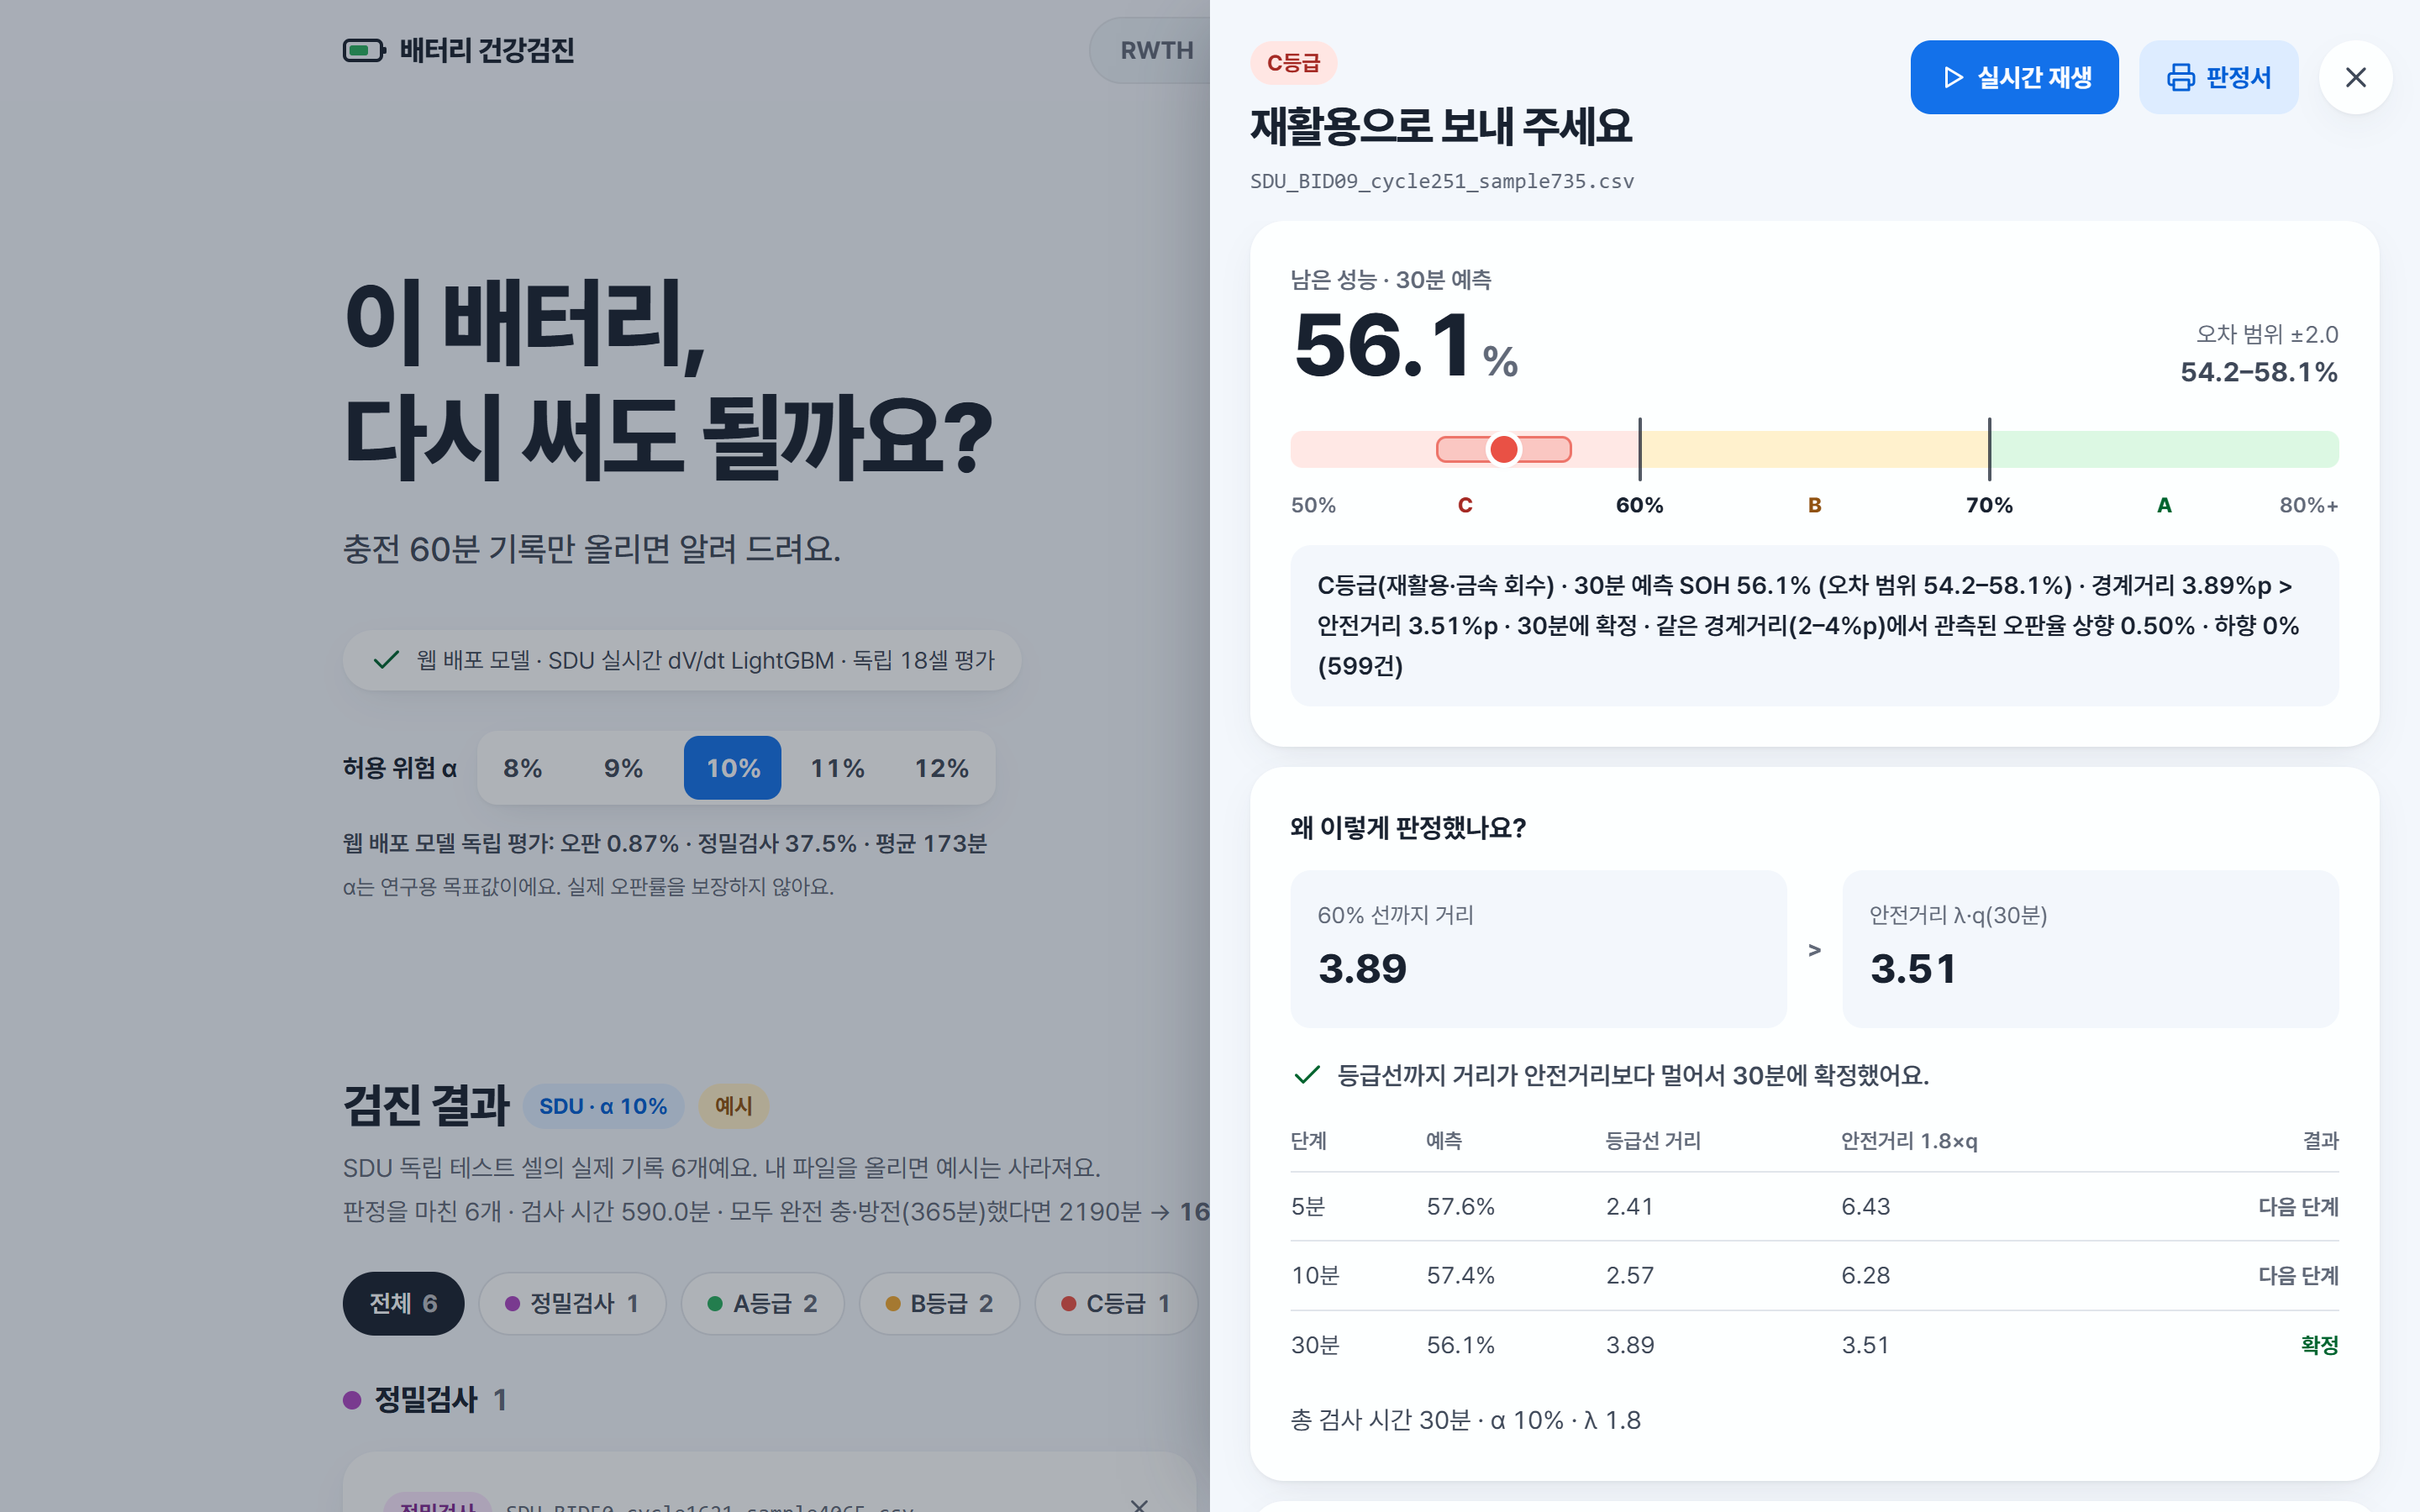 배터리 건강검진
RWTH
이 배터리,
다시 써도 될까요?
충전 60분 기록만 올리면 알려 드려요.
웹 배포 모델 · SDU 실시간 dV/dt LightGBM · 독립 18셀 평가
허용 위험 α
8% 9% 10% 11% 12%
웹 배포 모델 독립 평가: 오판 0.87% · 정밀검사 37.5% · 평균 173분
α는 연구용 목표값이에요. 실제 오판률을 보장하지 않아요.
검진 결과 SDU · α 10% 예시
SDU 독립 테스트 셀의 실제 기록 6개예요. 내 파일을 올리면 예시는 사라져요.
판정을 마친 6개 · 검사 시간 590.0분 · 모두 완전 충·방전(365분)했다면 2190분 → 16
전체 6 정밀검사 1 A등급 2 B등급 2 C등급 1
정밀검사 1
정밀검사 SDU_BID50_cycle1621_sample4065.csv
C등급
실시간 재생 판정서
재활용으로 보내 주세요
SDU_BID09_cycle251_sample735.csv
남은 성능 · 30분 예측
56.1 %
오차 범위 ±2.0
54.2–58.1%
50% C 60% B 70% A 80%+
C등급(재활용·금속 회수) · 30분 예측 SOH 56.1% (오차 범위 54.2–58.1%) · 경계거리 3.89%p >
안전거리 3.51%p · 30분에 확정 · 같은 경계거리(2–4%p)에서 관측된 오판율 상향 0.50% · 하향 0%
(599건)
왜 이렇게 판정했나요?
60% 선까지 거리
3.89
>
안전거리 λ·q(30분)
3.51
등급선까지 거리가 안전거리보다 멀어서 30분에 확정했어요.
단계 예측 등급선 거리 안전거리 1.8×q 결과
5분 57.6% 2.41 6.43 다음 단계
10분 57.4% 2.57 6.28 다음 단계
30분 56.1% 3.89 3.51 확정
총 검사 시간 30분 · α 10% · λ 1.8